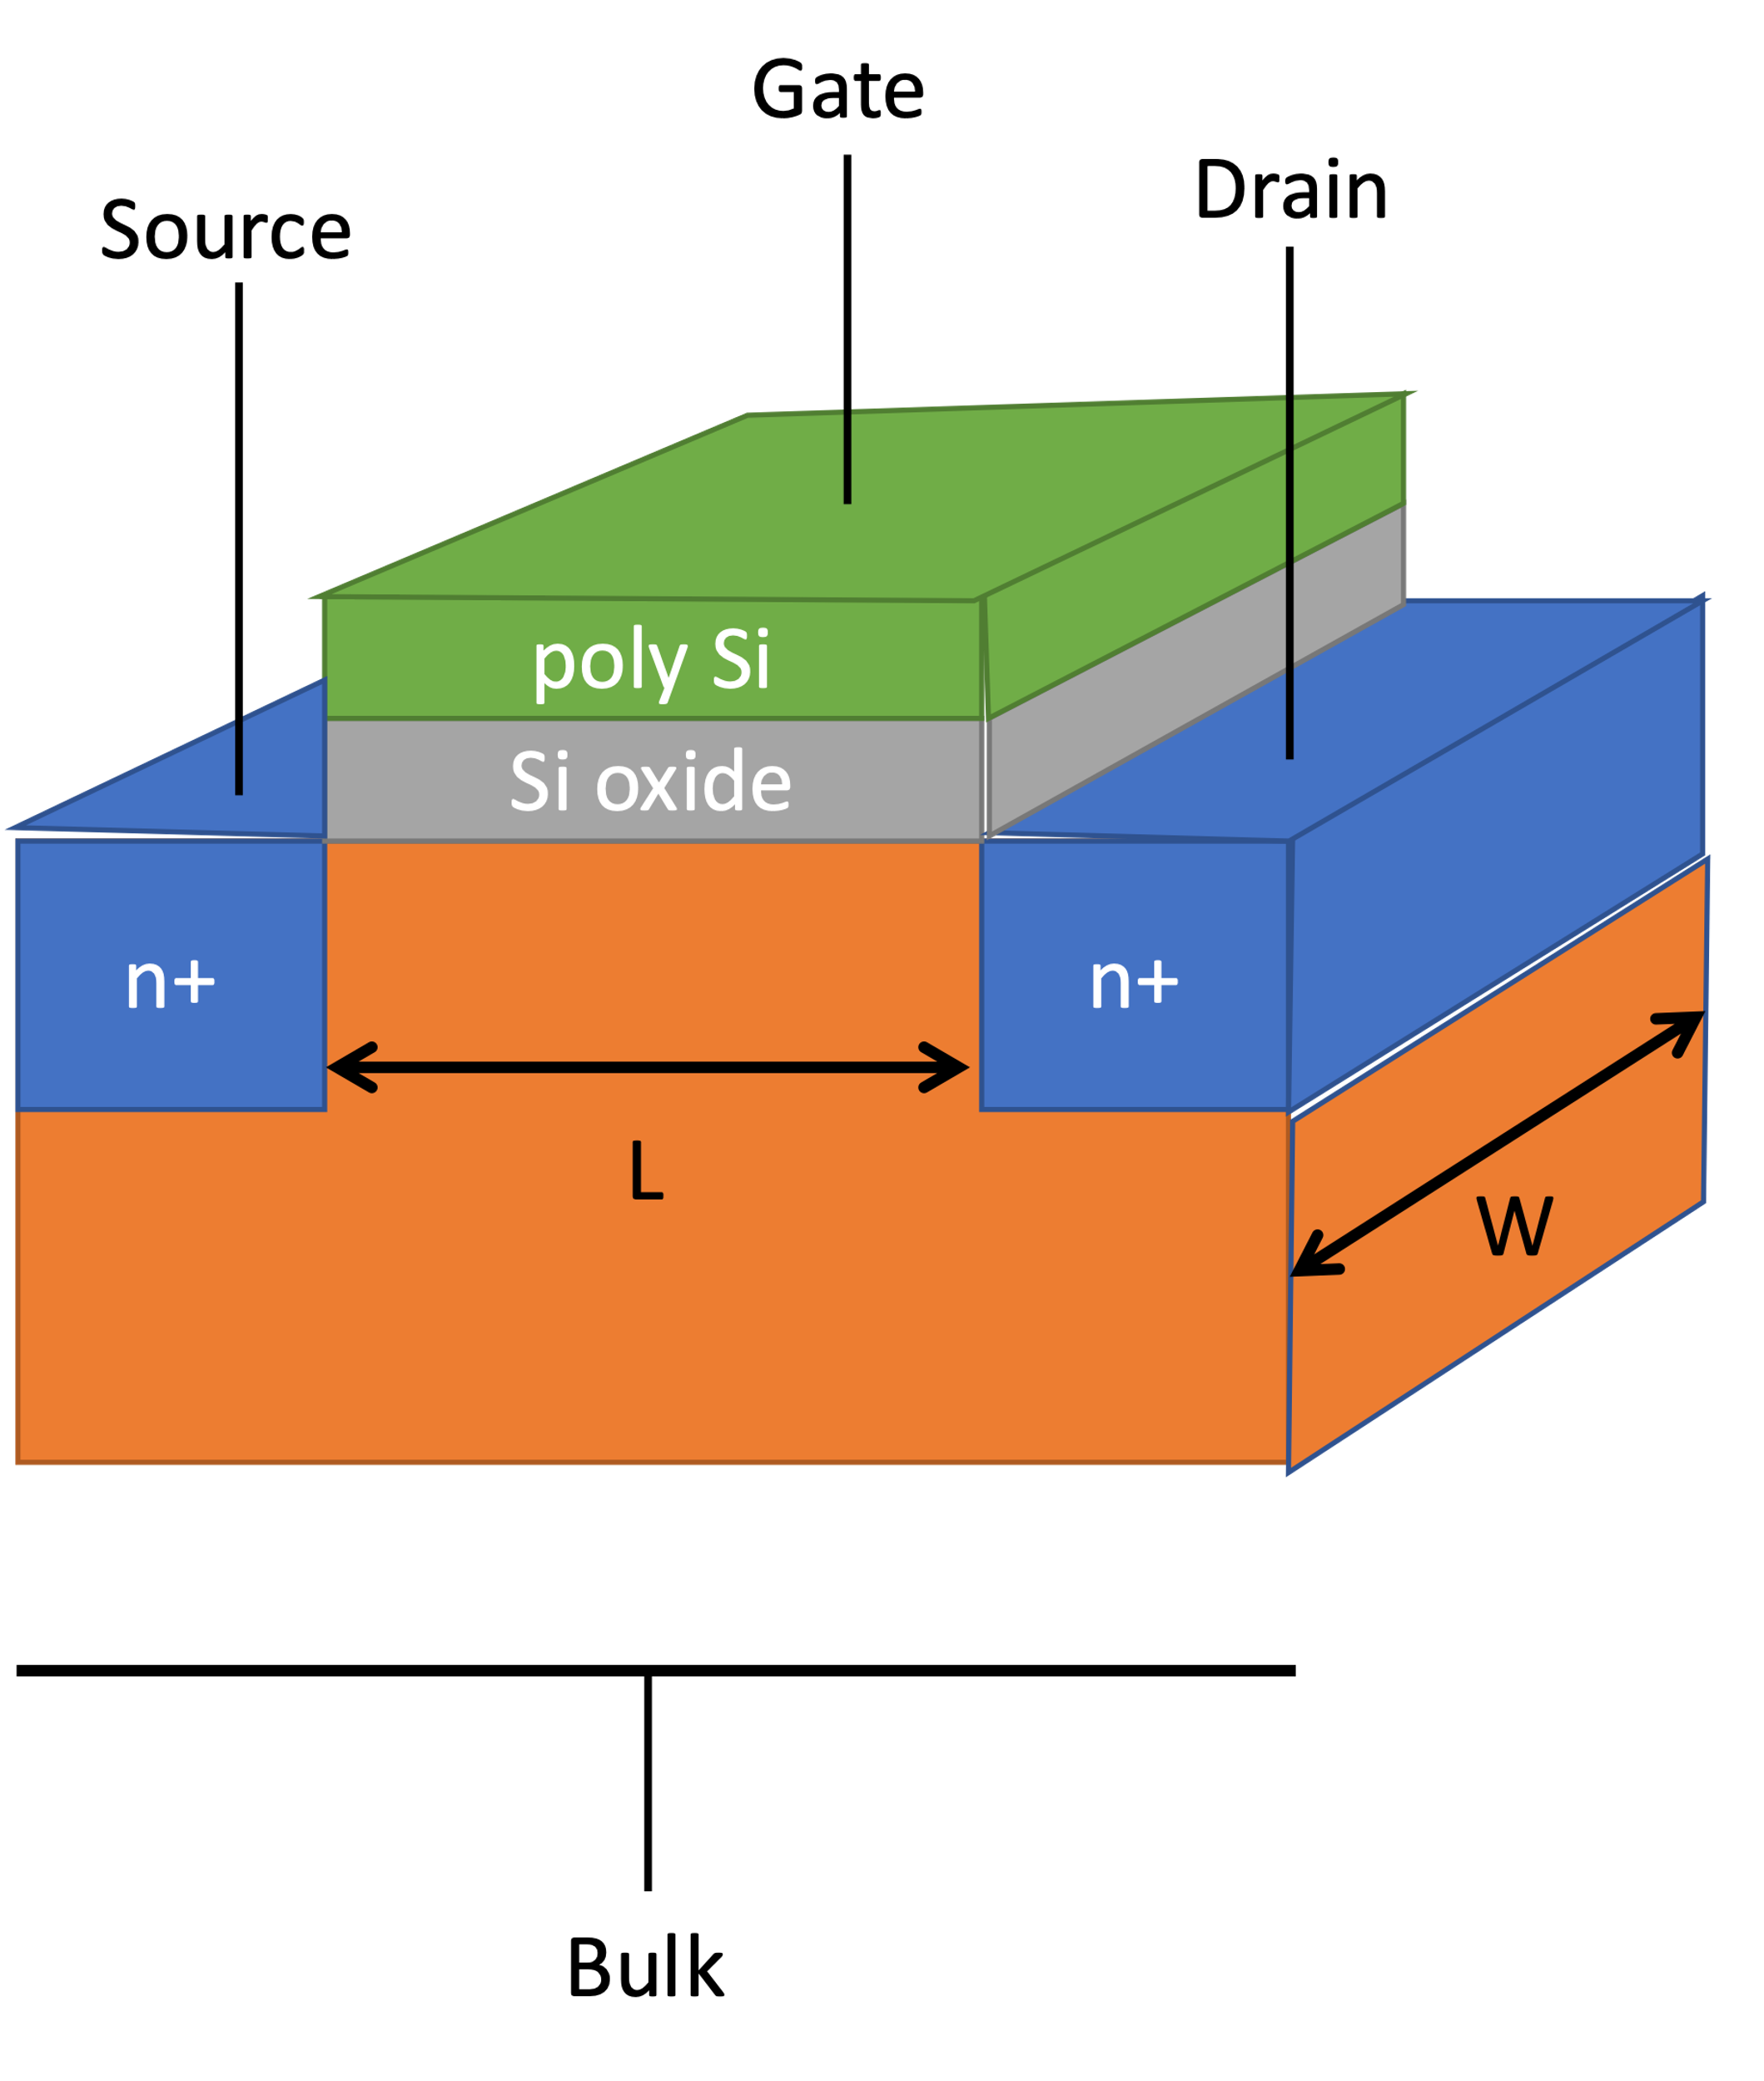 Gate
Drain
Source
poly Si
Si oxide
n+
n+
L
W
Bulk